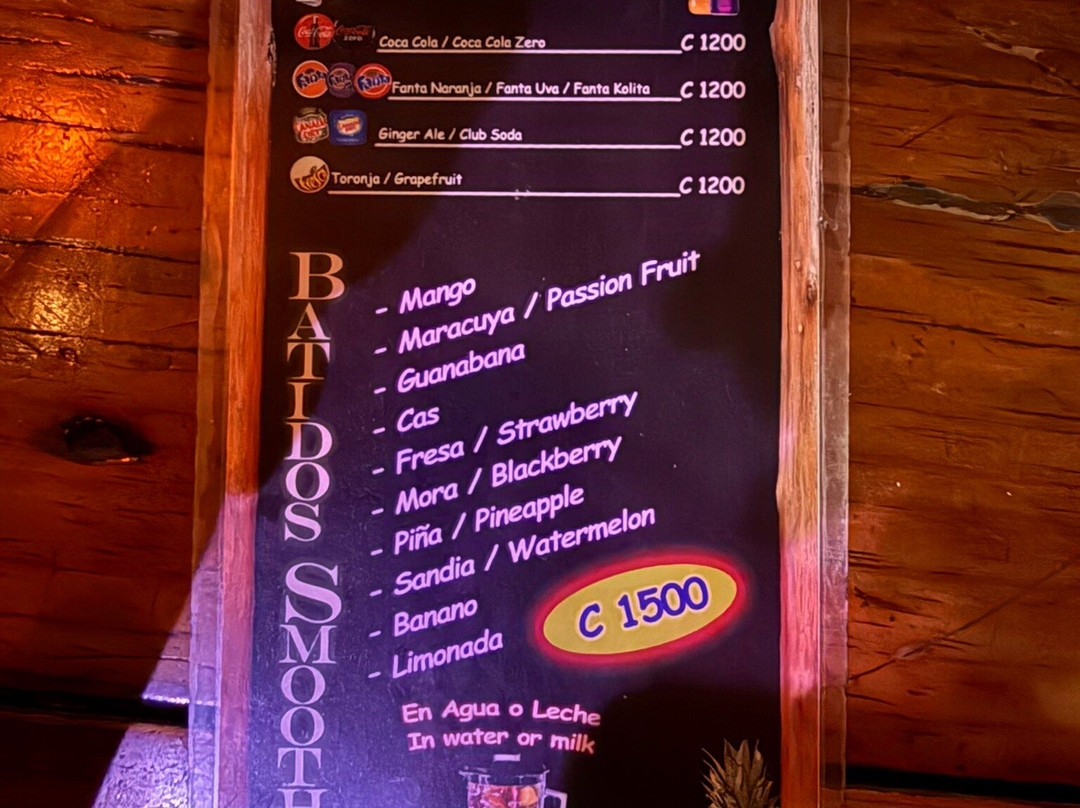 Coca Cola / Coca Cola Zero C 1200
Fanta Naranja / Fanta Uva / Fanta Kolita C 1200
Ginger Ale / Club Soda C 1200
Toronja / Grapefruit C 1200
BATIDOS
SMOOTH
- Mango
- Maracuya / Passion Fruit
- Guanabana
- Cas
- Fresa / Strawberry
- Mora / Blackberry
- Piña / Pineapple
- Sandia / Watermelon
- Banano
- Limonada
C 1500
En Agua o Leche
In water or milk